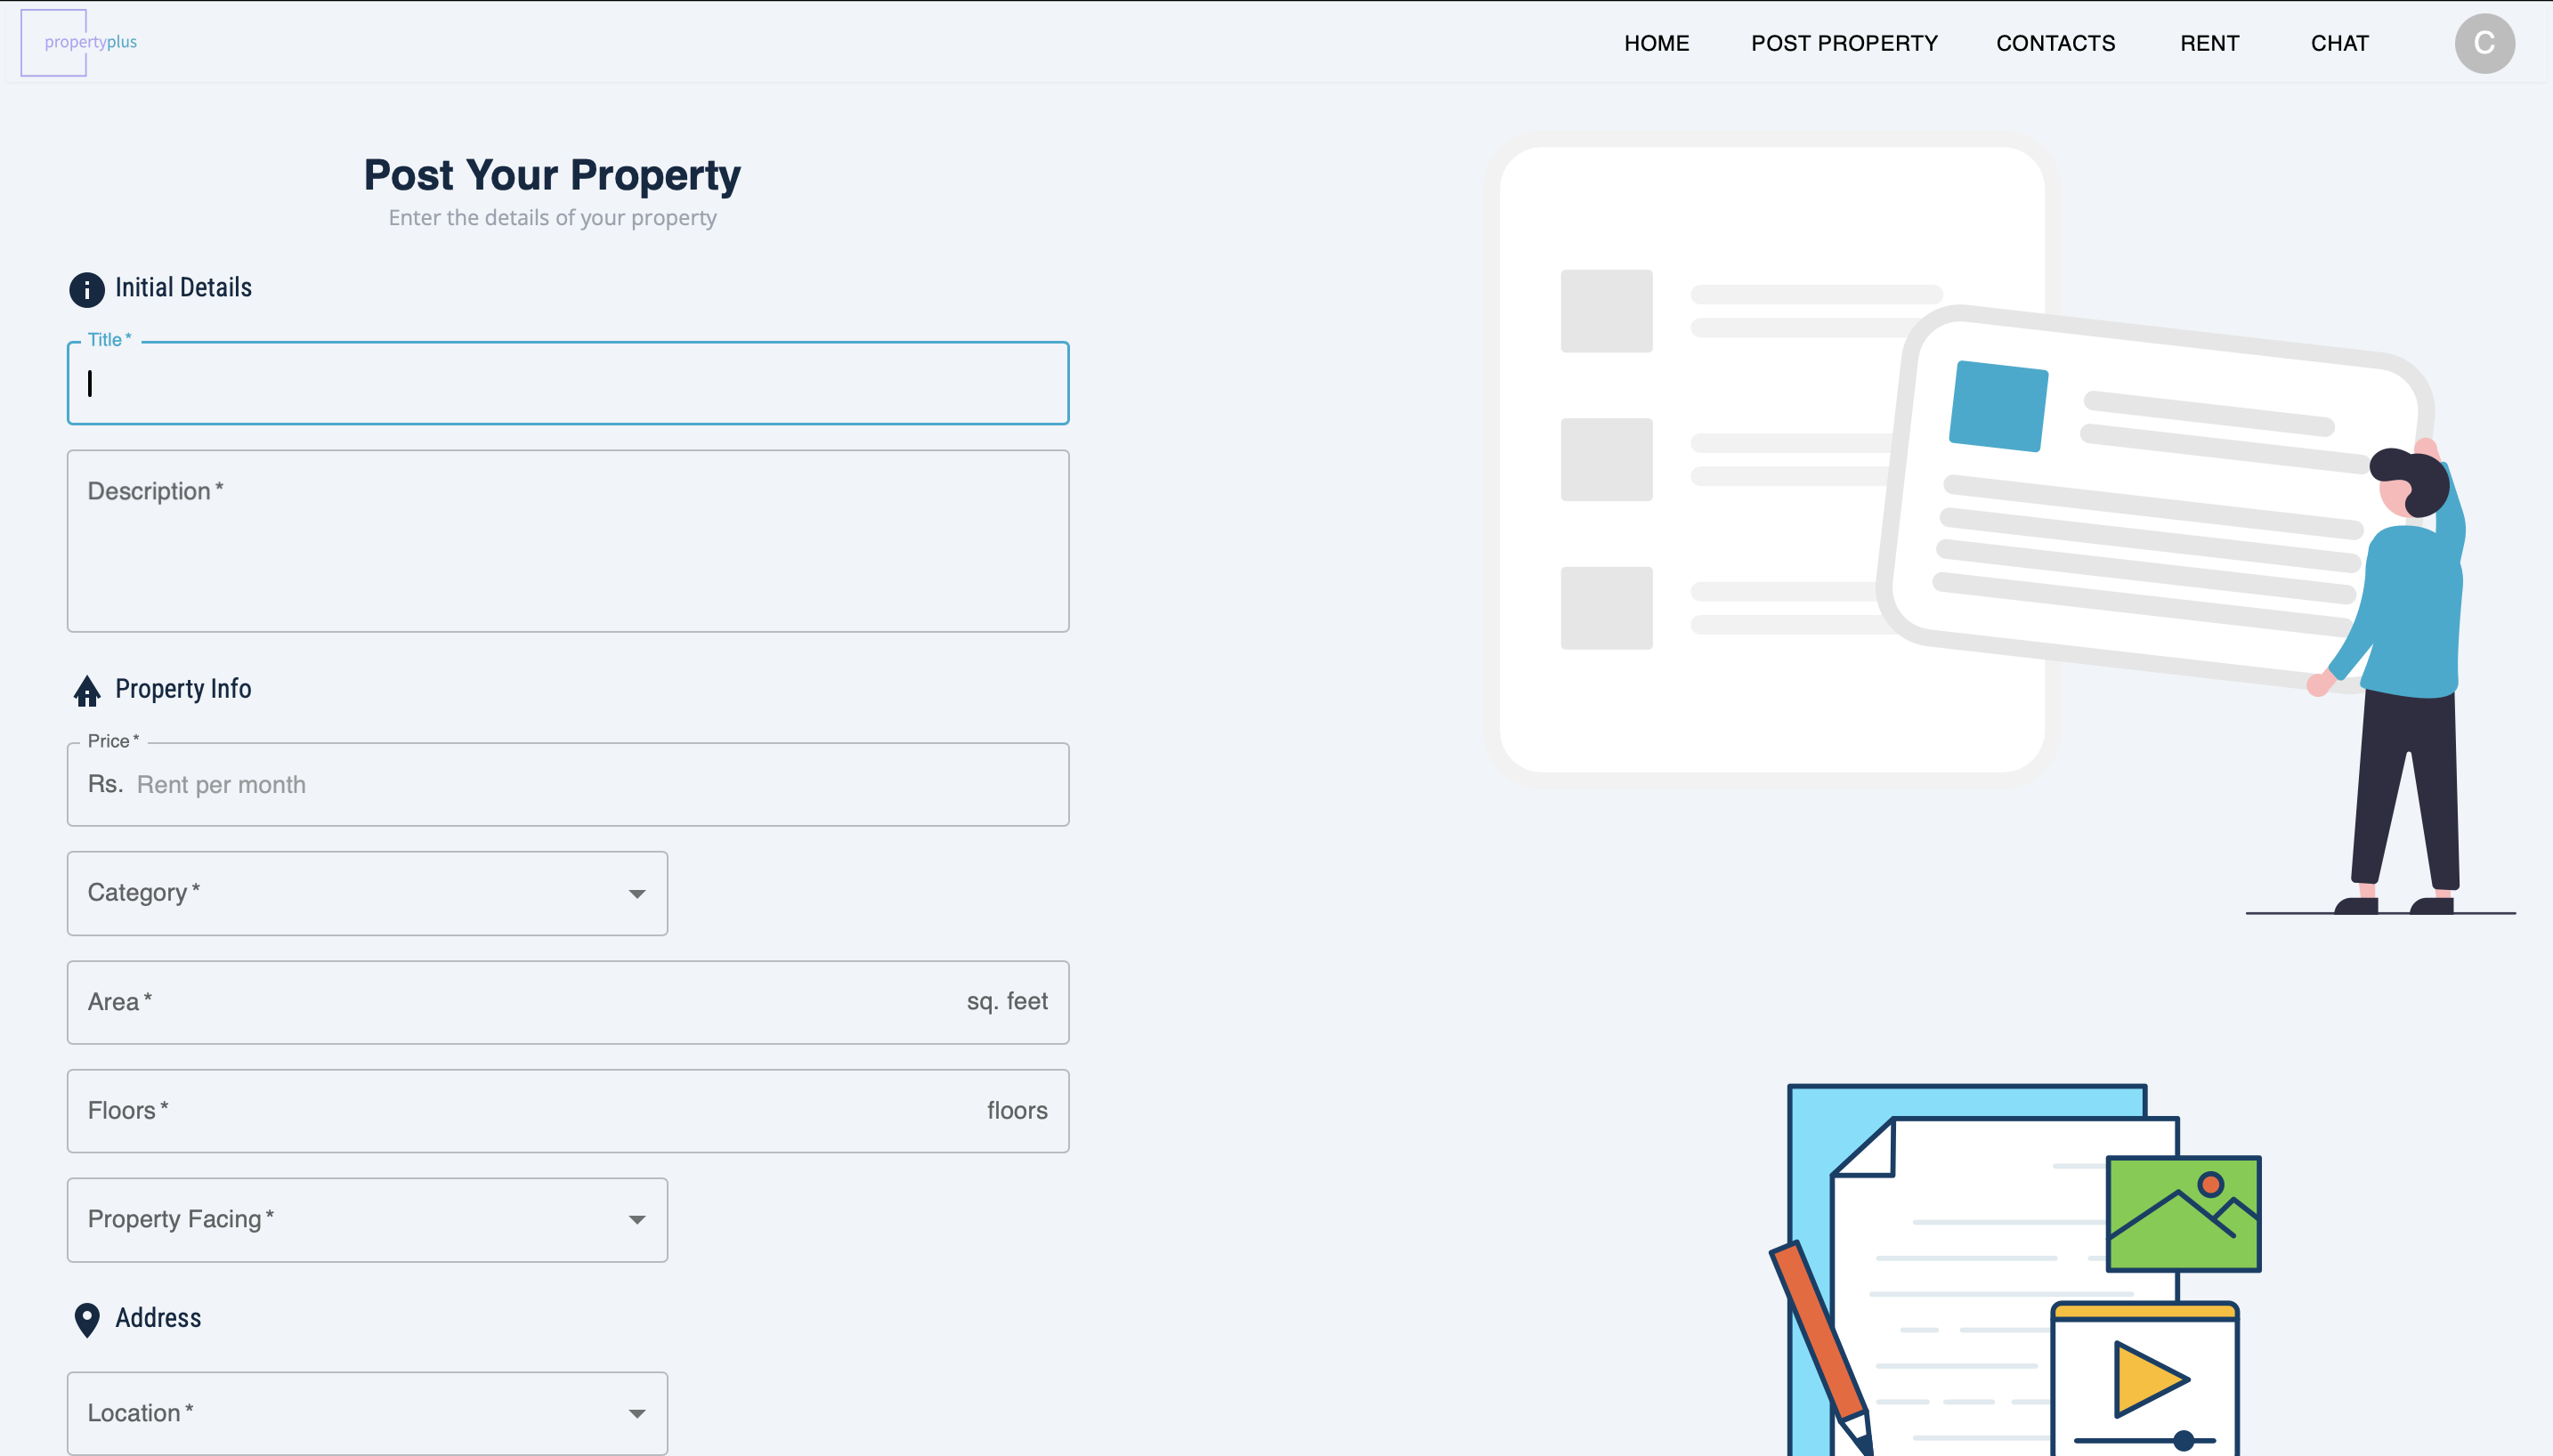 propertyplus
HOME POST PROPERTY CONTACTS RENT CHAT C
Post Your Property
Enter the details of your property
Initial Details
Title *
Description *
Property Info
Price *
Rs. Rent per month
Category *
Area * sq. feet
Floors * floors
Property Facing *
Address
Location *